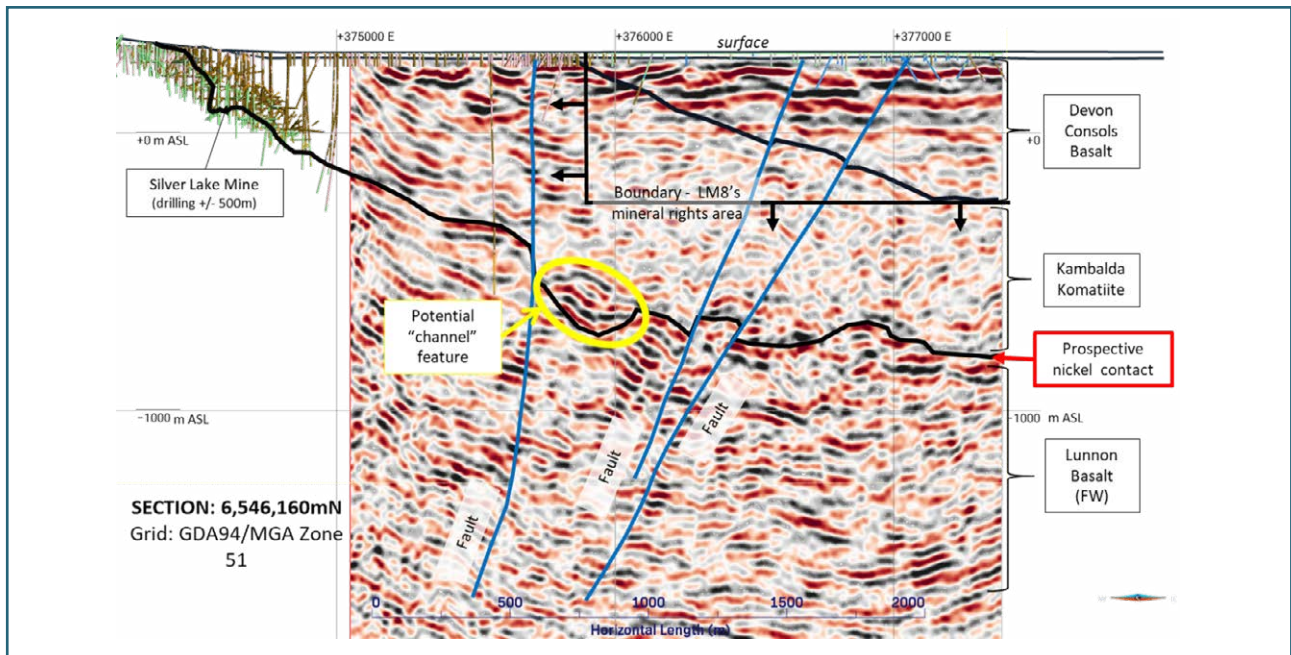 +375000 E
+376000 E
+377000 E
surface
Devon
Consols
Basalt
+0 m ASL
+0
Silver Lake Mine
(drilling +/- 500m)
Boundary - LM8's
mineral rights area
Kambalda
Komatiite
Potential
"channel"
feature
Prospective
nickel contact
-1000 m ASL
-1000 m ASL
Fault
Fault
Fault
Lunnon
Basalt
(FW)
SECTION: 6,546,160mN
Grid: GDA94/MGA Zone
51
0
500
1000
1500
2000
Horizontal Length (m)